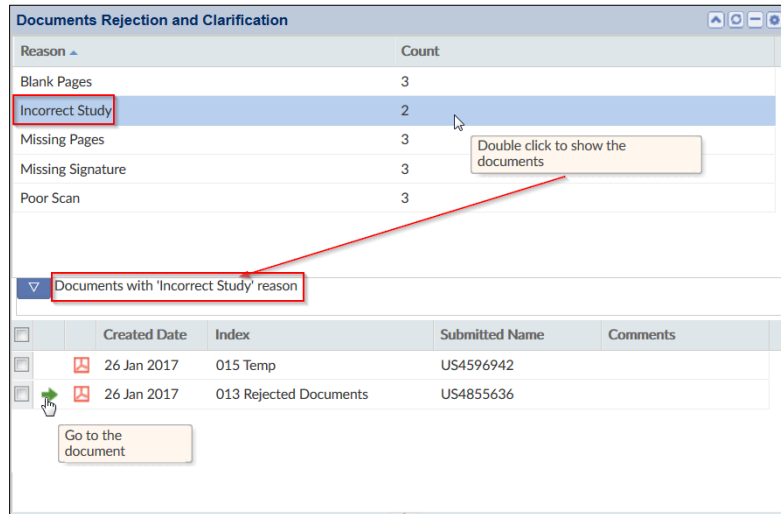 Documents Rejection and Clarification
Reason Count
Blank Pages 3
Incorrect Study 2
Missing Pages 3
Double click to show the
documents
Missing Signature 3
Poor Scan 3
Documents with 'Incorrect Study' reason
Created Date Index Submitted Name Comments
26 Jan 2017 015 Temp US4596942
26 Jan 2017 013 Rejected Documents US4855636
Go to the
document